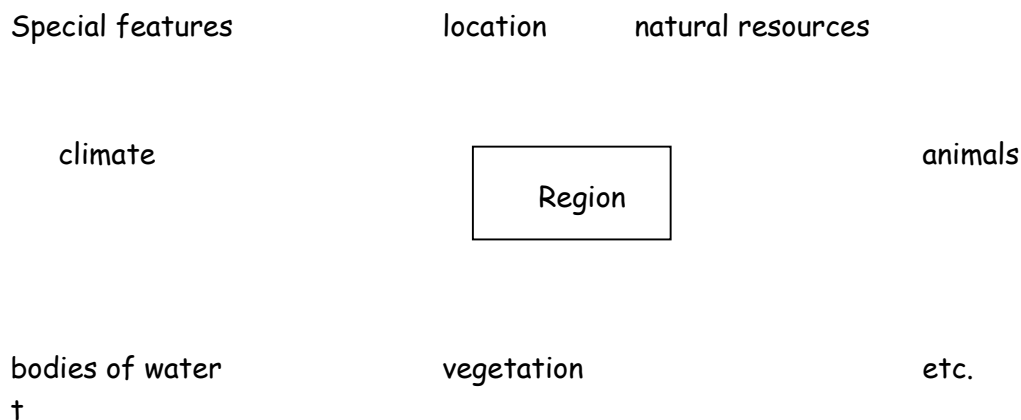 Special features location natural resources
climate animals
Region
bodies of water vegetation etc.
t